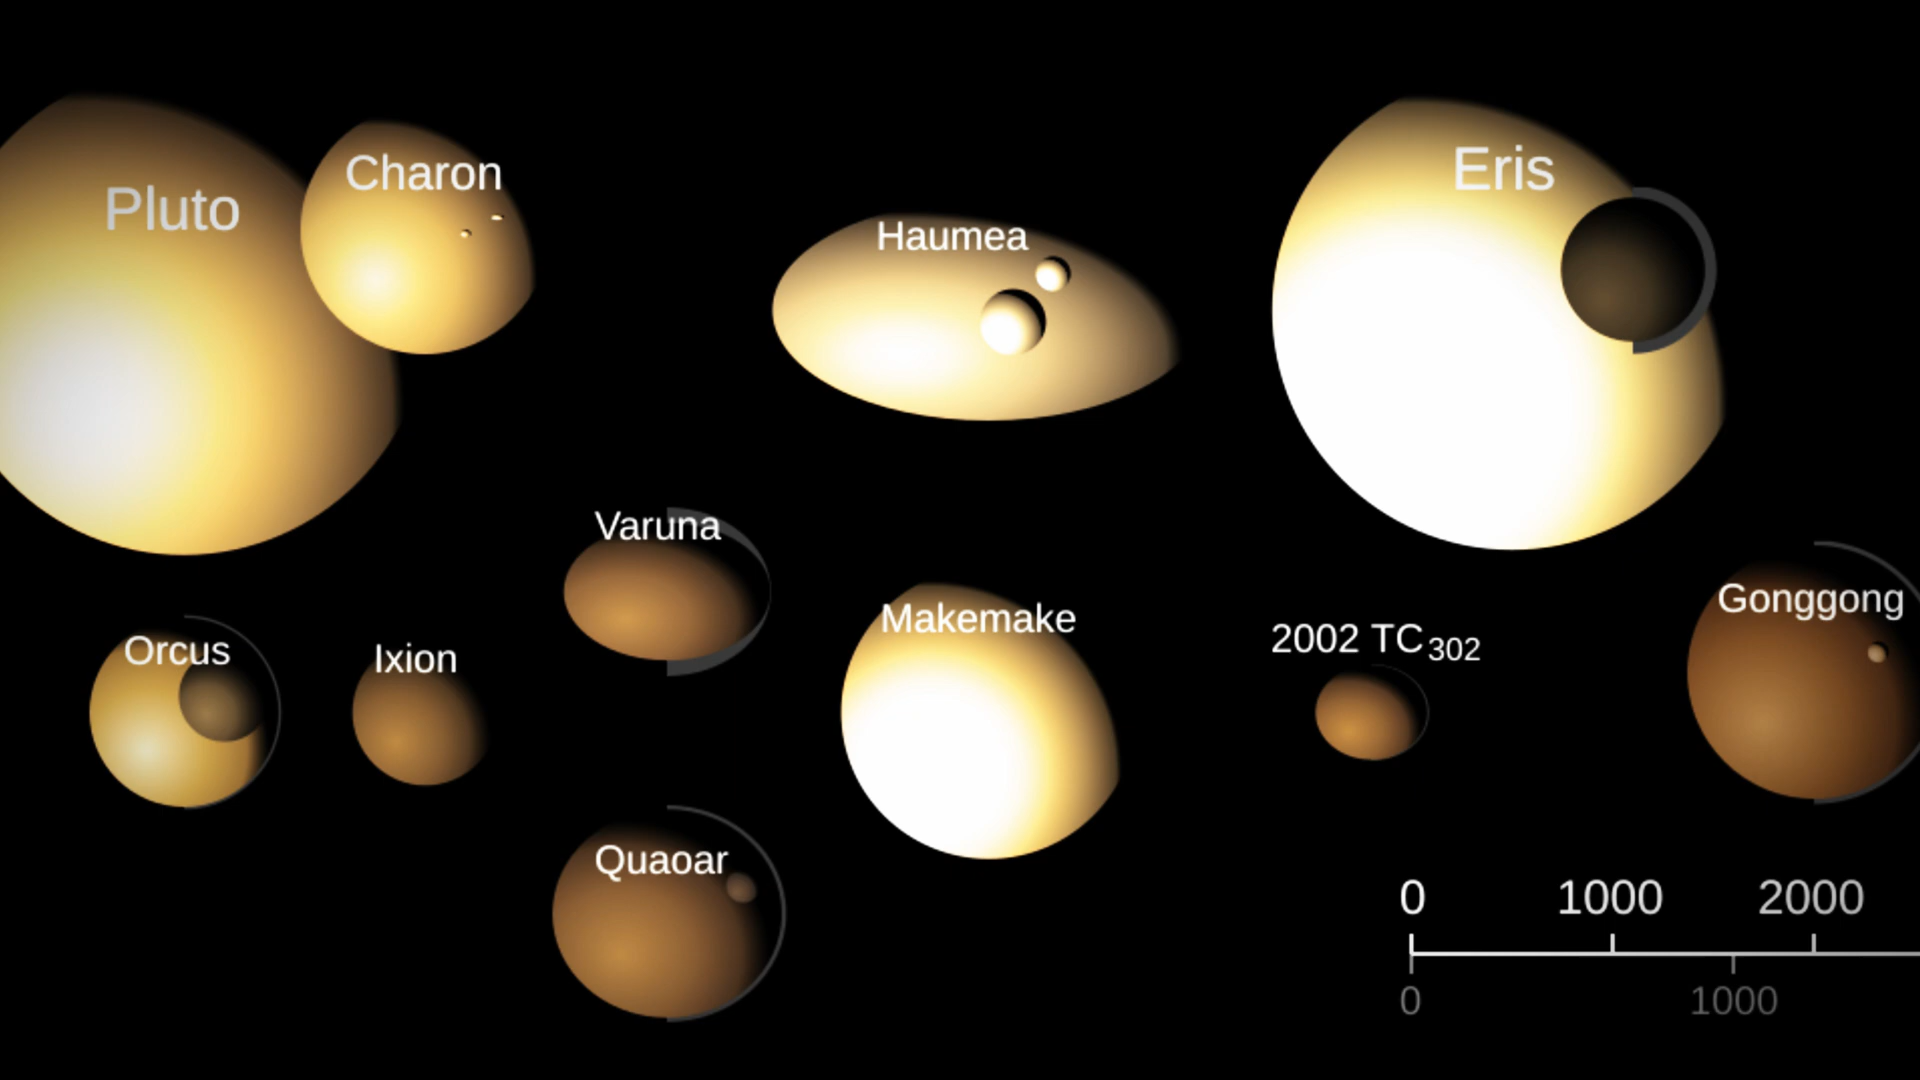 Pluto
Charon
Haumea
Eris
Varuna
Orcus
Ixion
Makemake
2002 TC302
Gonggong
Quaoar
0 1000 2000
0 1000